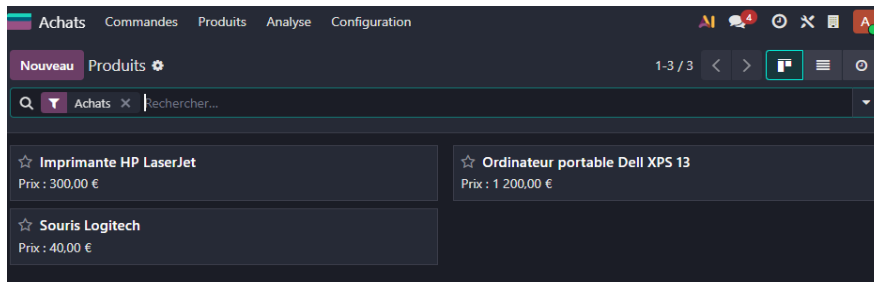 Achats Commandes Produits Analyse Configuration AI 4 A
Nouveau Produits 1-3 / 3
Achats Rechercher...
Imprimante HP LaserJet
Prix : 300,00 €
Ordinateur portable Dell XPS 13
Prix : 1 200,00 €
Souris Logitech
Prix : 40,00 €